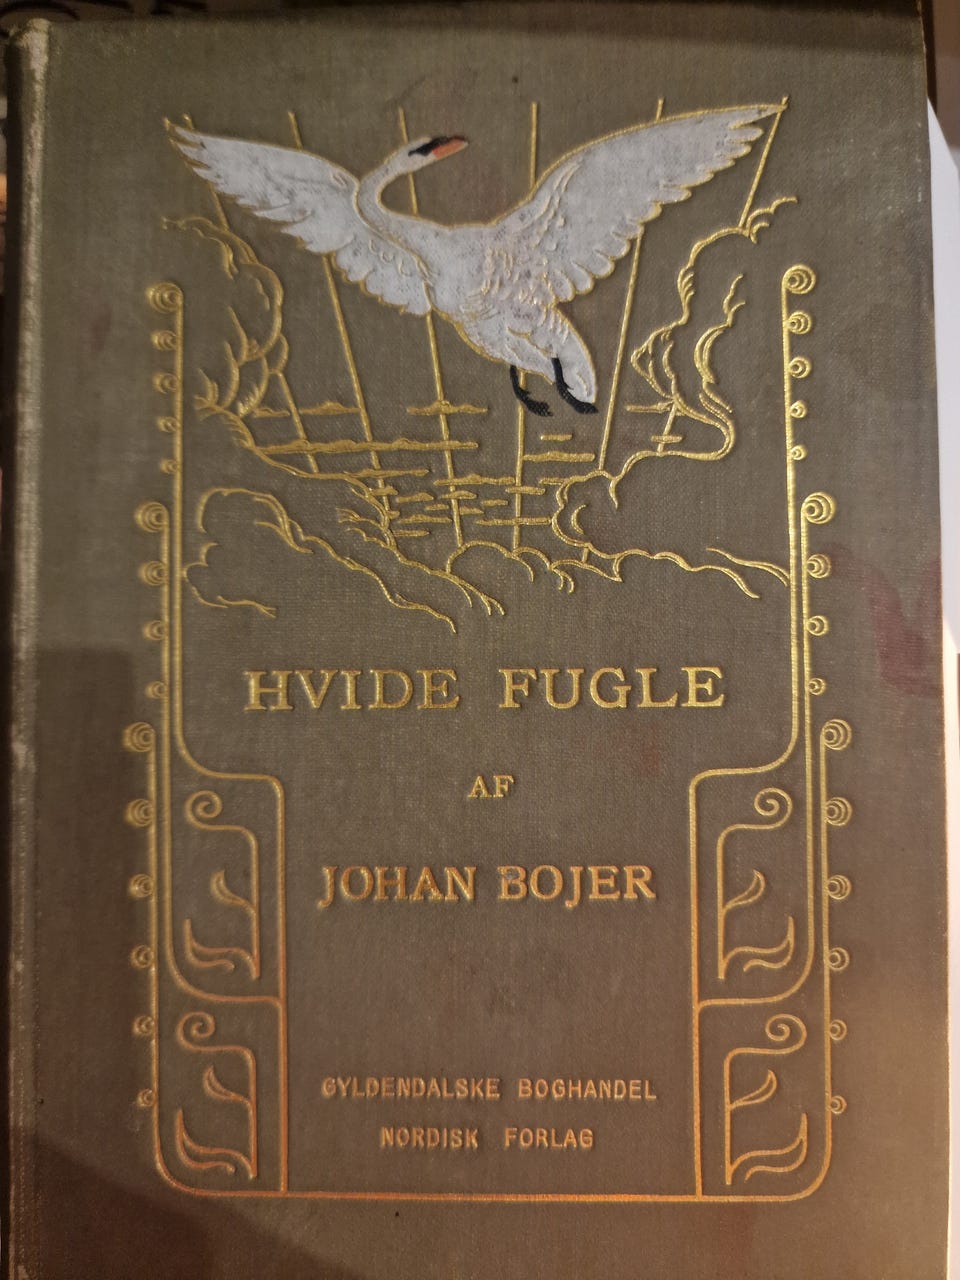 HVIDE FUGLE
AF
JOHAN BOJER
GYLDENDALSKE BOGHANDEL
NORDISK FORLAG